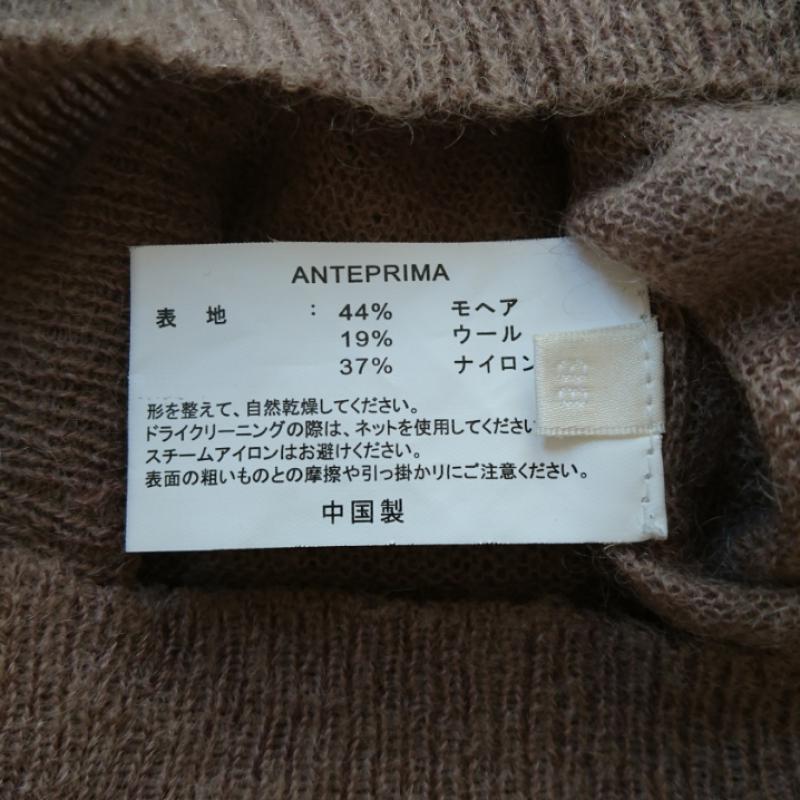 ANTEPRIMA
表 地 : 44% モヘア
19% ウール
37% ナイロン
形を整えて、自然乾燥してください。
ドライクリーニングの際は、ネットを使用してくださ
スチームアイロンはお避けください。
表面の粗いものとの摩擦や引っ掛かりにご注意ください。
中国製